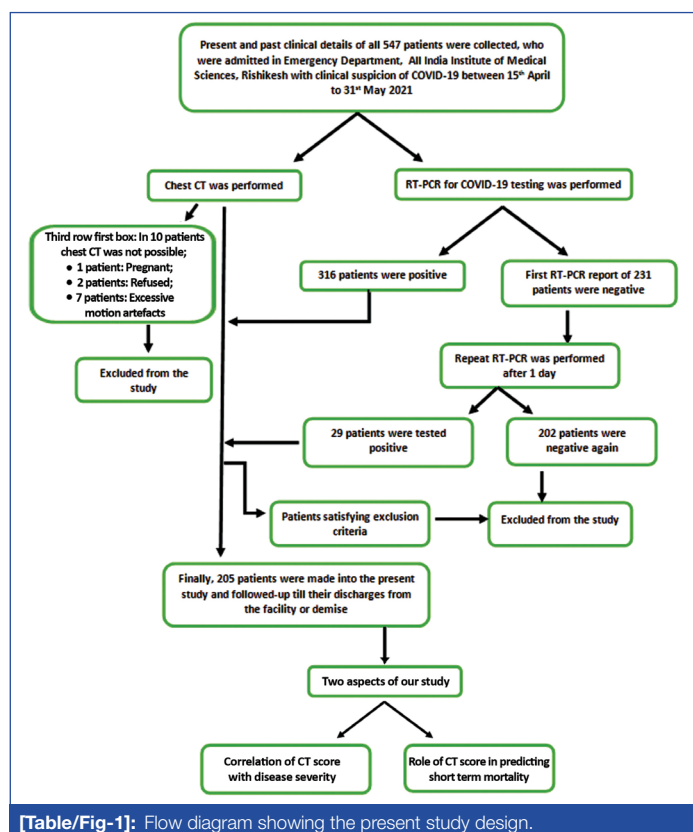 Present and past clinical details of all 547 patients were collected, who
were admitted in Emergency Department, All India Institute of Medical
Sciences, Rishikesh with clinical suspicion of COVID-19 between 15th April
to 31st May 2021
Chest CT was performed
RT-PCR for COVID-19 testing was performed
Third row first box: In 10 patients
chest CT was not possible;
• 1 patient: Pregnant;
• 2 patients: Refused;
• 7 patients: Excessive
motion artefacts
316 patients were positive
First RT-PCR report of 231
patients were negative
Excluded from the
study
Repeat RT-PCR was performed
after 1 day
29 patients were tested
positive
202 patients were
negative again
Patients satisfying exclusion
criteria
Excluded from the study
Finally, 205 patients were made into the present
study and followed-up till their discharges from
the facility or demise
Two aspects of our study
Correlation of CT score
with disease severity
Role of CT score in predicting
short term mortality
[Table/Fig-1]: Flow diagram showing the present study design.